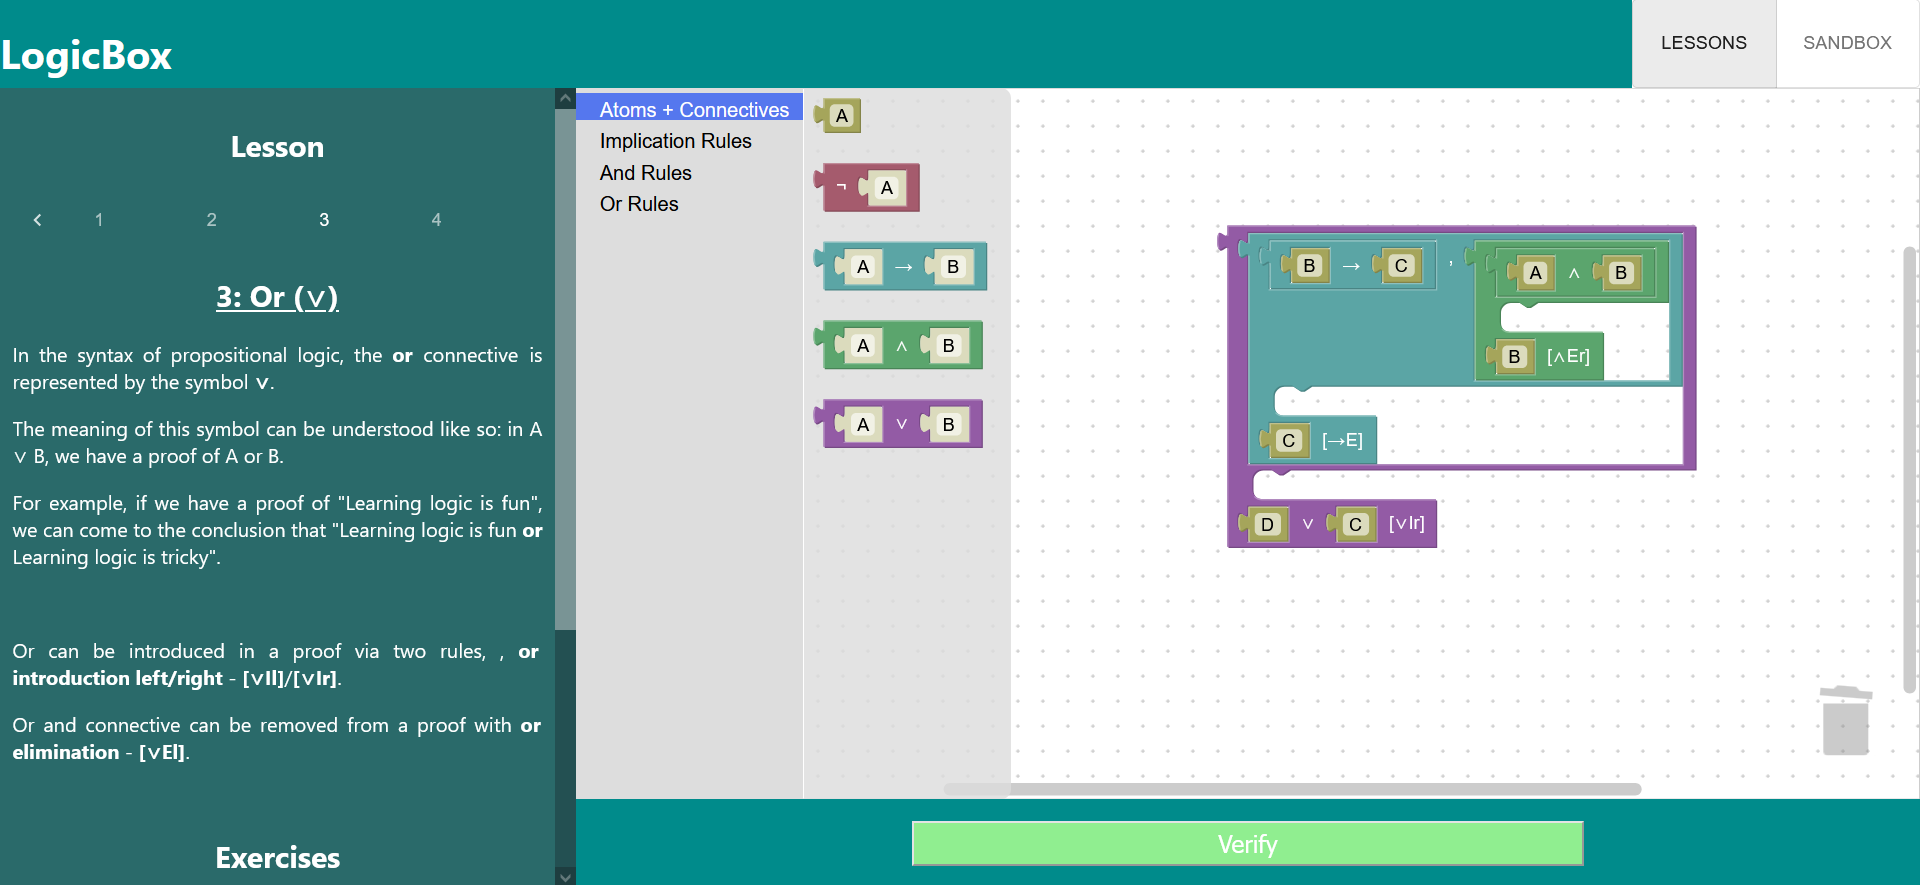 LogicBox
LESSONS
SANDBOX
Lesson
1 2 3 4
3: Or (∨)
In the syntax of propositional logic, the or connective is
represented by the symbol ∨.
The meaning of this symbol can be understood like so: in A
∨ B, we have a proof of A or B.
For example, if we have a proof of "Learning logic is fun",
we can come to the conclusion that "Learning logic is fun or
Learning logic is tricky".
Or can be introduced in a proof via two rules, , or
introduction left/right - [∨Il]/[∨Ir].
Or and connective can be removed from a proof with or
elimination - [∨El].
Exercises
Atoms + Connectives
Implication Rules
And Rules
Or Rules
A
¬ A
A → B
A ∧ B
A ∨ B
B → C , A ∧ B
B [∧Er]
C [→E]
D ∨ C [∨Ir]
Verify